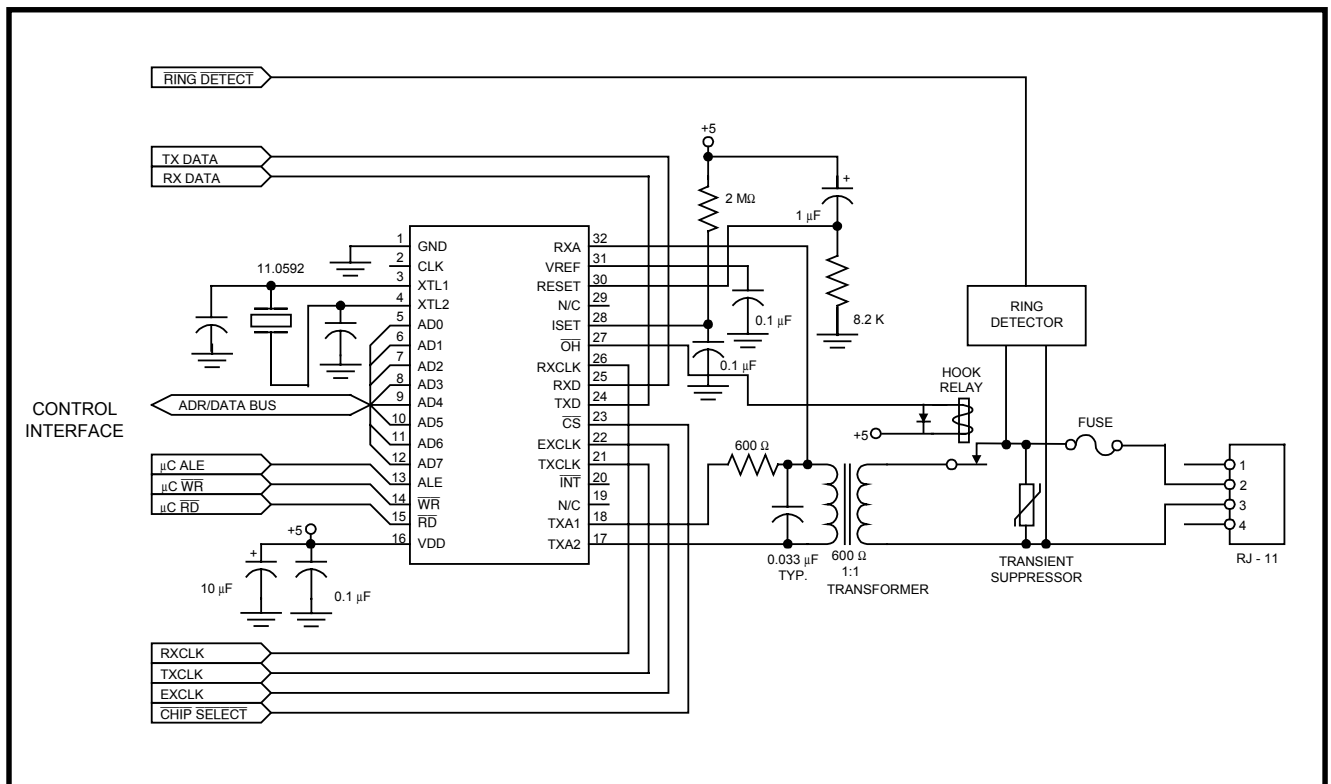 RING DETECT
TX DATA
RX DATA
+5
2 MΩ
+
1 µF
8.2 K
0.1 µF
0.1 µF
11.0592
1
2
3
4
5
6
7
8
9
10
11
12
13
14
15
16
GND
CLK
XTL1
XTL2
AD0
AD1
AD2
AD3
AD4
AD5
AD6
AD7
ALE
WR
RD
VDD
RXA
VREF
RESET
N/C
ISET
OH
RXCLK
RXD
TXD
CS
EXCLK
TXCLK
INT
N/C
TXA1
TXA2
32
31
30
29
28
27
26
25
24
23
22
21
20
19
18
17
RING
DETECTOR
HOOK
RELAY
+5
FUSE
600 Ω
0.033 µF
TYP.
600 Ω
1:1
TRANSFORMER
TRANSIENT
SUPPRESSOR
1
2
3
4
RJ - 11
CONTROL
INTERFACE
ADR/DATA BUS
µC ALE
µC WR
µC RD
+5
+
10 µF
0.1 µF
RXCLK
TXCLK
EXCLK
CHIP SELECT